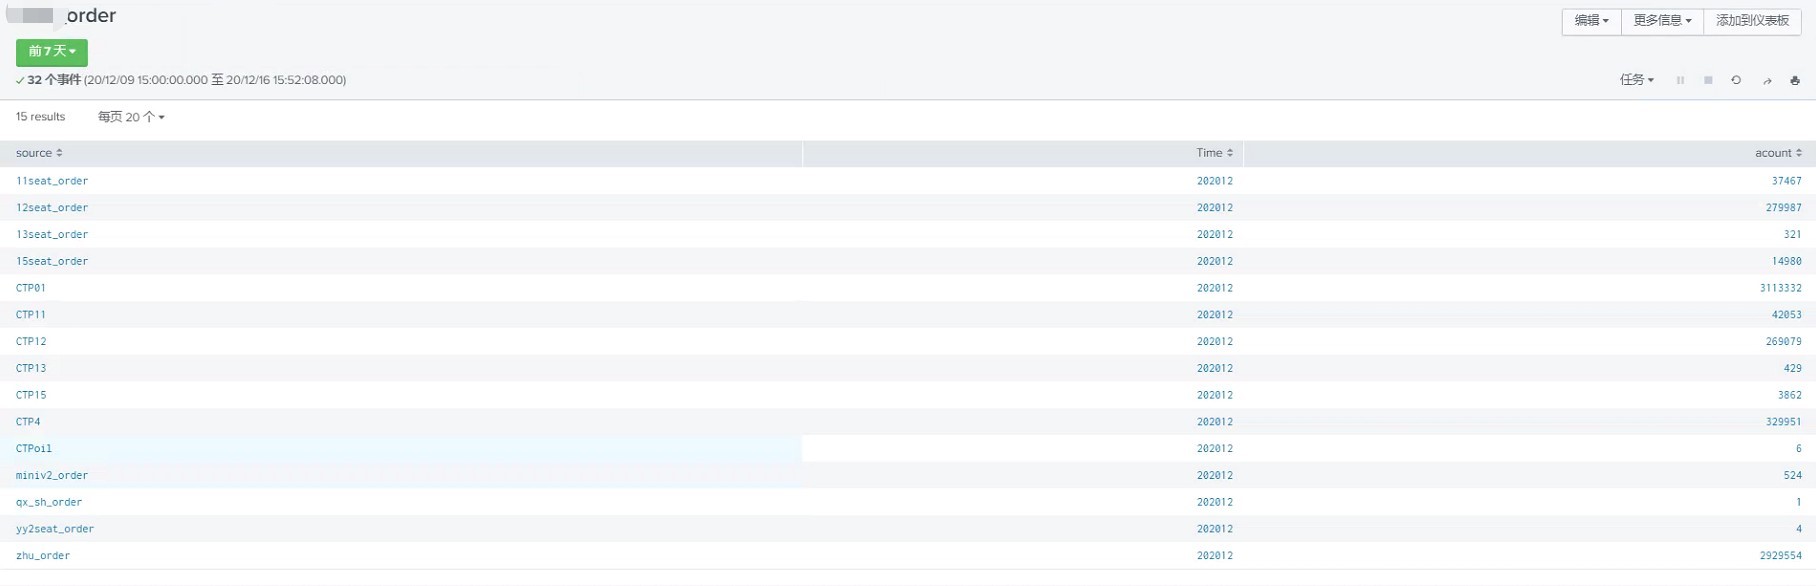 _order
编辑 更多信息 添加到仪表板
前 7 天
✓ 32 个事件 (20/12/09 15:00:00.000 至 20/12/16 15:52:08.000)
任务
15 results 每页 20 个
source Time acount
11seat_order 202012 37467
12seat_order 202012 279987
13seat_order 202012 321
15seat_order 202012 14980
CTP01 202012 3113332
CTP11 202012 42053
CTP12 202012 269079
CTP13 202012 429
CTP15 202012 3862
CTP4 202012 329951
CTPoil 202012 6
miniv2_order 202012 524
qx_sh_order 202012 1
yy2seat_order 202012 4
zhu_order 202012 2929554